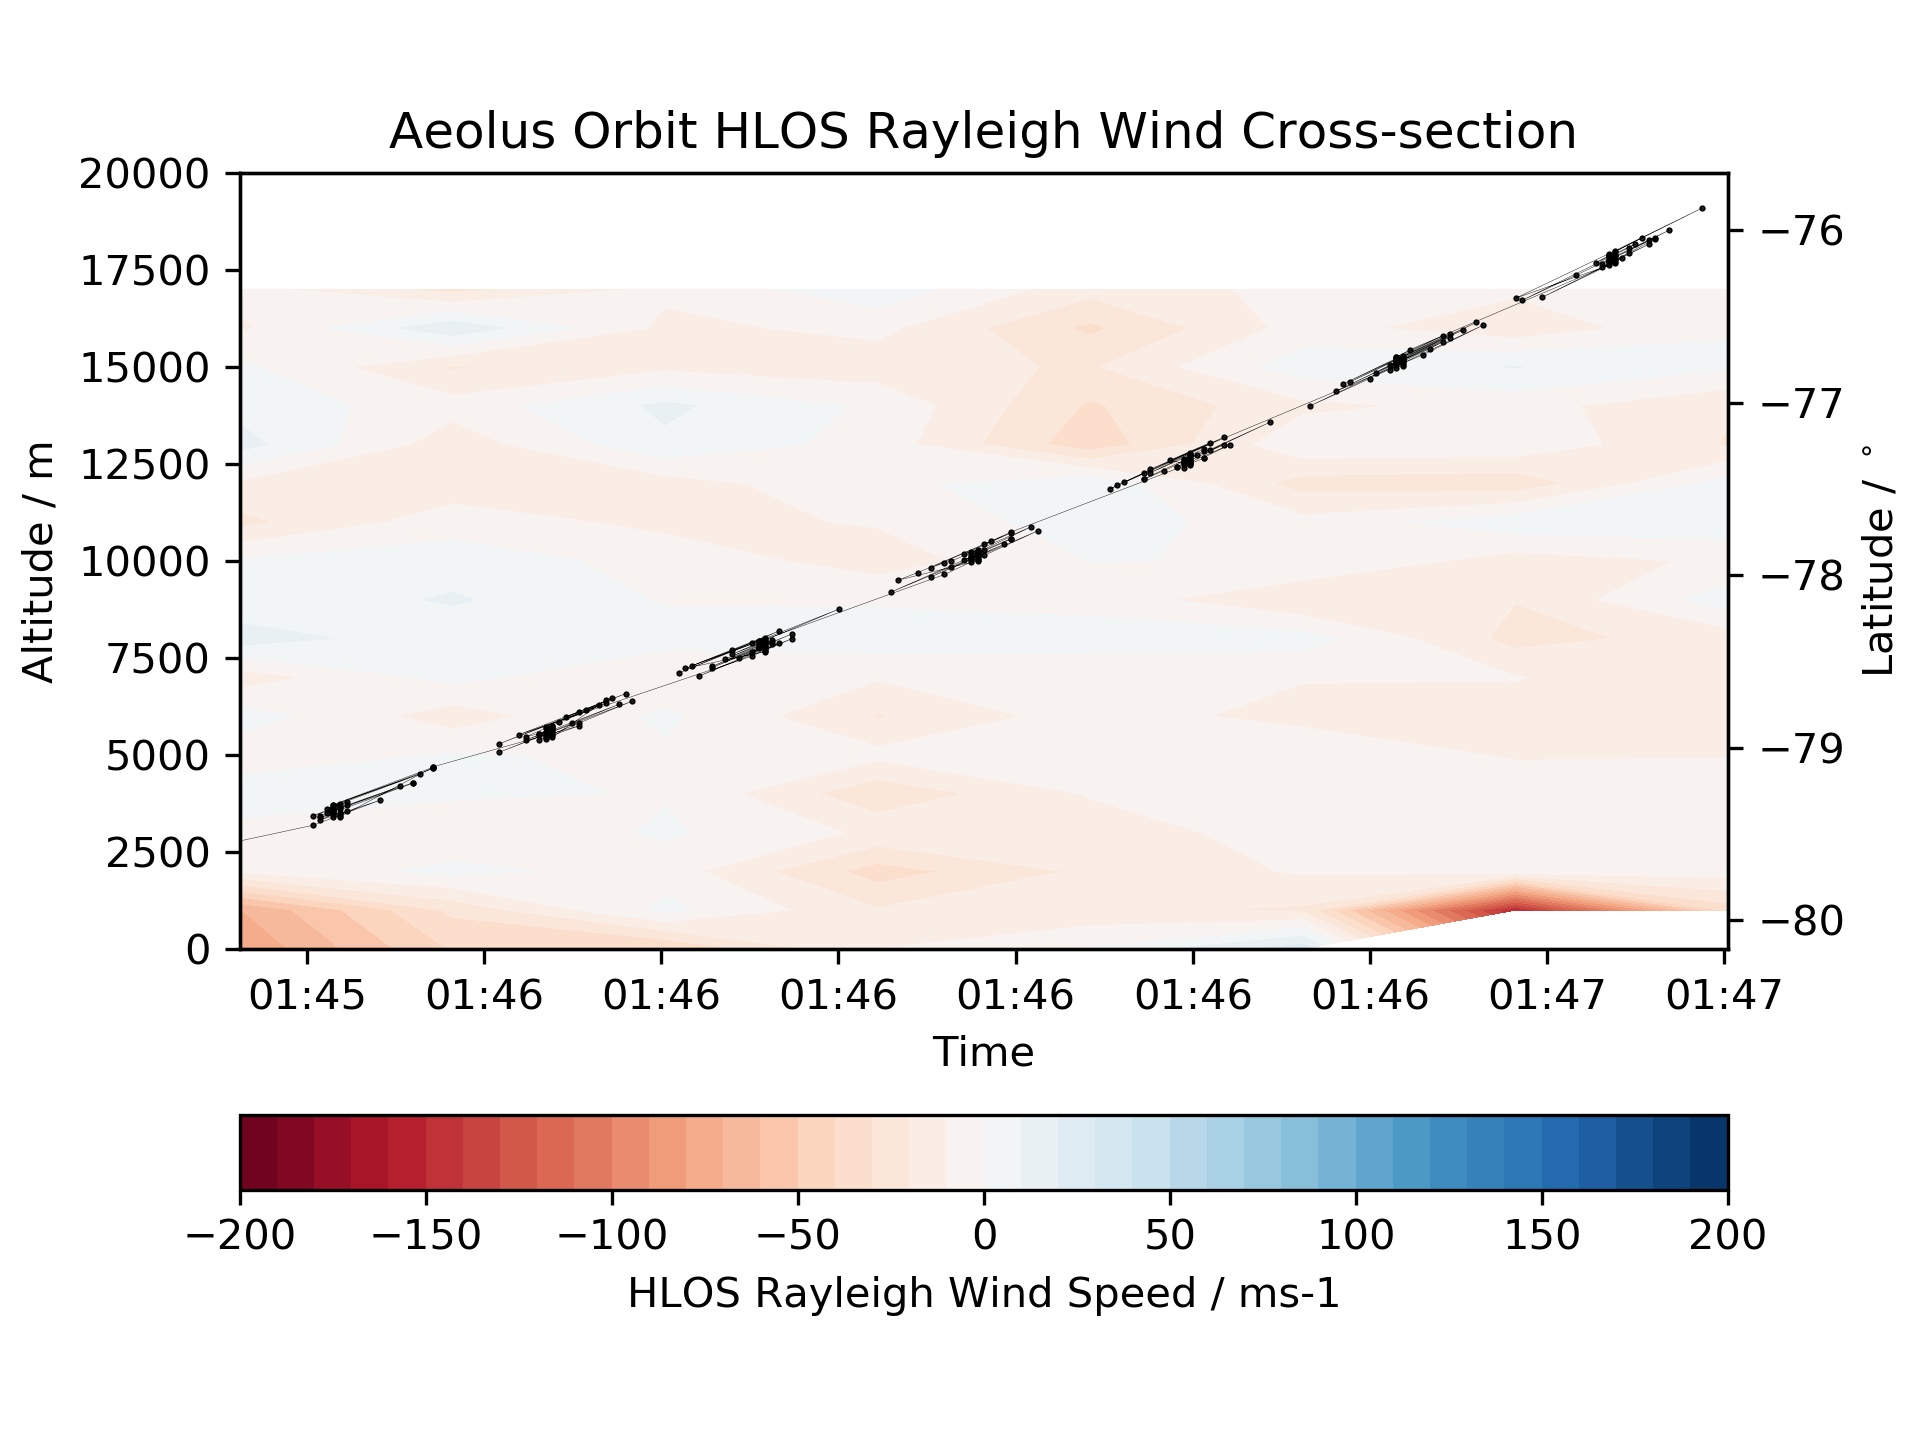 Aeolus Orbit HLOS Rayleigh Wind Cross-section
20000
17500
15000
12500
10000
7500
5000
2500
0
Altitude / m
−76
−77
−78
−79
−80
Latitude / °
01:45 01:46 01:46 01:46 01:46 01:46 01:46 01:47 01:47
Time
−200 −150 −100 −50 0 50 100 150 200
HLOS Rayleigh Wind Speed / ms-1